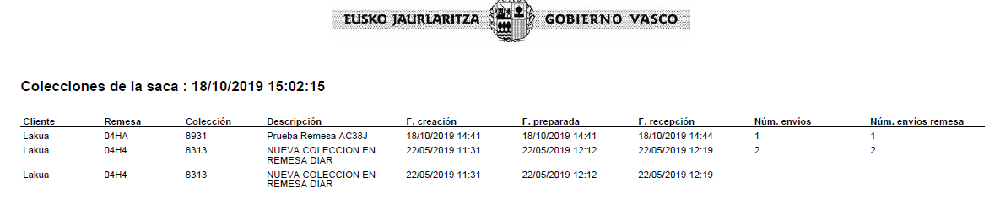 EUSKO JAURLARITZA GOBIERNO VASCO
Colecciones de la saca : 18/10/2019 15:02:15
Cliente Remesa Colección Descripción F. creación F. preparada F. recepción Núm. envíos Núm. envíos remesa
Lakua 04HA 8931 Prueba Remesa AC38J 18/10/2019 14:41 18/10/2019 14:41 18/10/2019 14:44 1 1
Lakua 04H4 8313 NUEVA COLECCION EN 22/05/2019 11:31 22/05/2019 12:12 22/05/2019 12:19 2 2
REMESA DIAR
Lakua 04H4 8313 NUEVA COLECCION EN 22/05/2019 11:31 22/05/2019 12:12 22/05/2019 12:19
REMESA DIAR